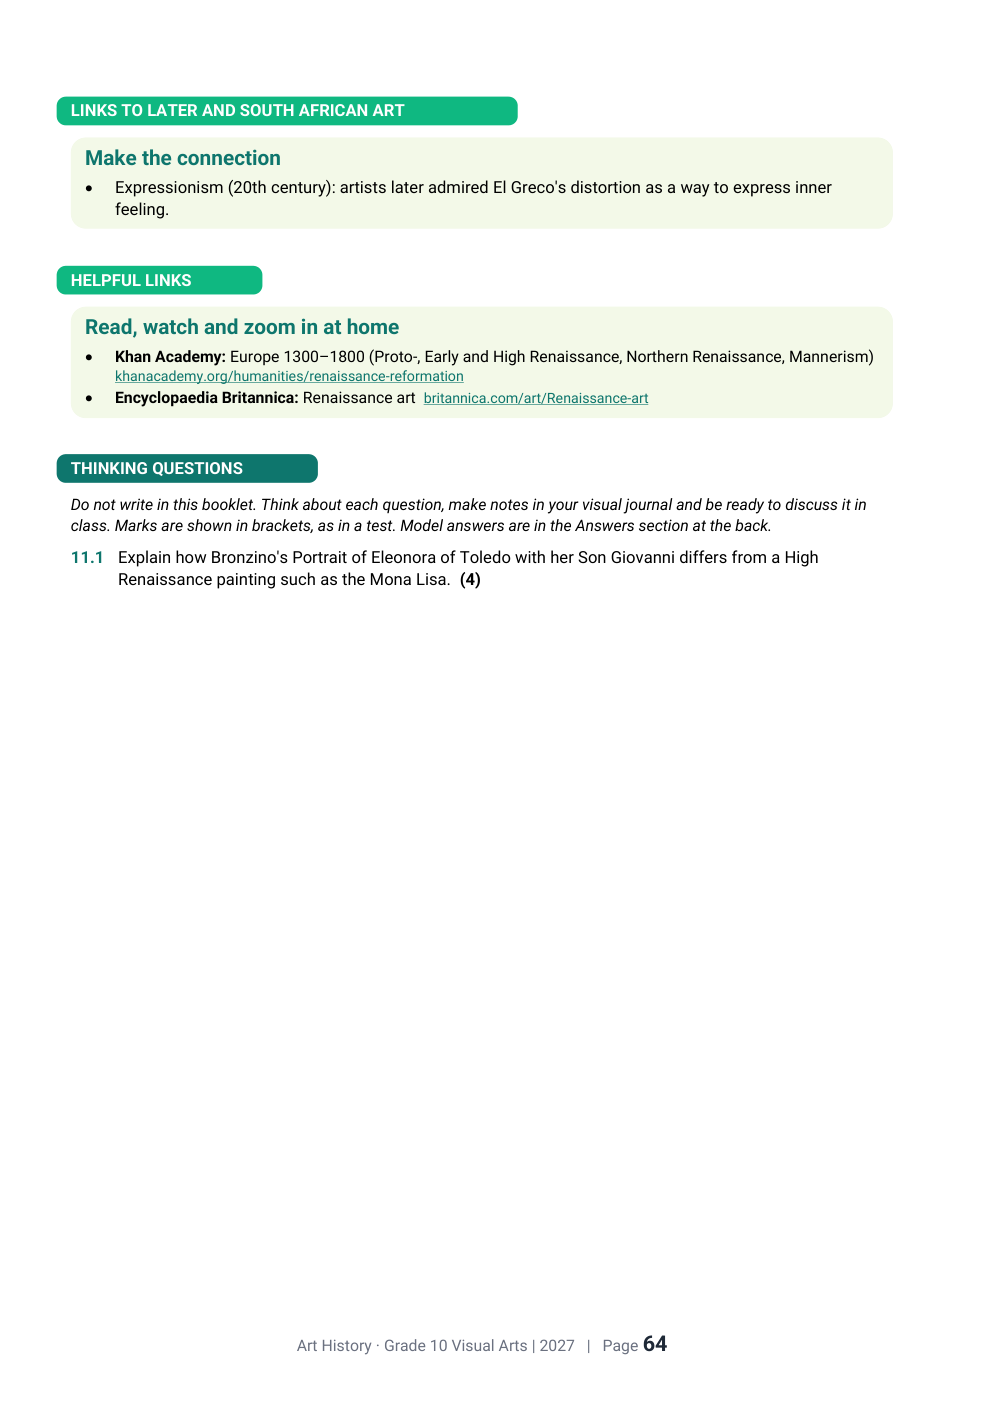 LINKS TO LATER AND SOUTH AFRICAN ART
Make the connection
• Expressionism (20th century): artists later admired El Greco's distortion as a way to express inner
feeling.
HELPFUL LINKS
Read, watch and zoom in at home
• Khan Academy: Europe 1300–1800 (Proto-, Early and High Renaissance, Northern Renaissance, Mannerism)
khanacademy.org/humanities/renaissance-reformation
• Encyclopaedia Britannica: Renaissance art britannica.com/art/Renaissance-art
THINKING QUESTIONS
Do not write in this booklet. Think about each question, make notes in your visual journal and be ready to discuss it in
class. Marks are shown in brackets, as in a test. Model answers are in the Answers section at the back.
11.1 Explain how Bronzino's Portrait of Eleonora of Toledo with her Son Giovanni differs from a High
Renaissance painting such as the Mona Lisa. (4)
Art History · Grade 10 Visual Arts | 2027 | Page 64